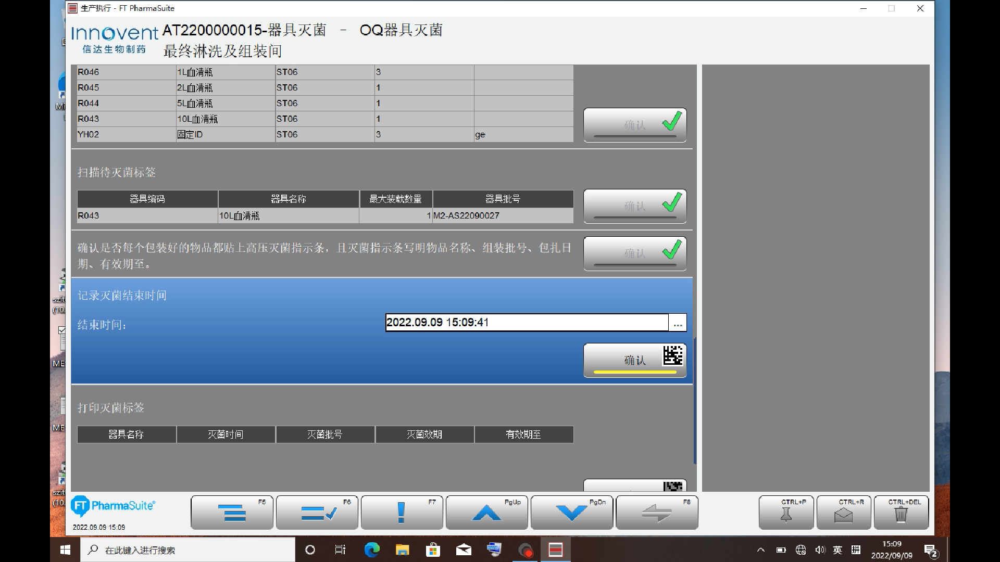 生产执行 - FT PharmaSuite
Innovent
信达生物制药
AT2200000015-器具灭菌 - OQ器具灭菌
最终淋洗及组装间
R046 1L血清瓶 ST06 3
R045 2L血清瓶 ST06 1
R044 5L血清瓶 ST06 1
R043 10L血清瓶 ST06 1
确认
YH02 固定ID ST06 3 ge
扫描待灭菌标签
器具编码 器具名称 最大装载数量 器具批号
确认
R043 10L血清瓶 1 M2-AS22090027
确认是否每个包装好的物品都贴上高压灭菌指示条，且灭菌指示条写明物品名称、组装批号、包扎日
期、有效期至。
确认
记录灭菌结束时间
结束时间：
2022.09.09 15:09:41
...
确认
打印灭菌标签
器具名称 灭菌时间 灭菌批号 灭菌效期 有效期至
FT PharmaSuite®
2022.09.09 15:09
F5
F6
F7
PgUp
PgDn
F8
CTRL+P
CTRL+R
CTRL+DEL
在此键入进行搜索
英
拼
15:09
2022/09/09
2
szit
(10.
ME
ME
szit
(10.